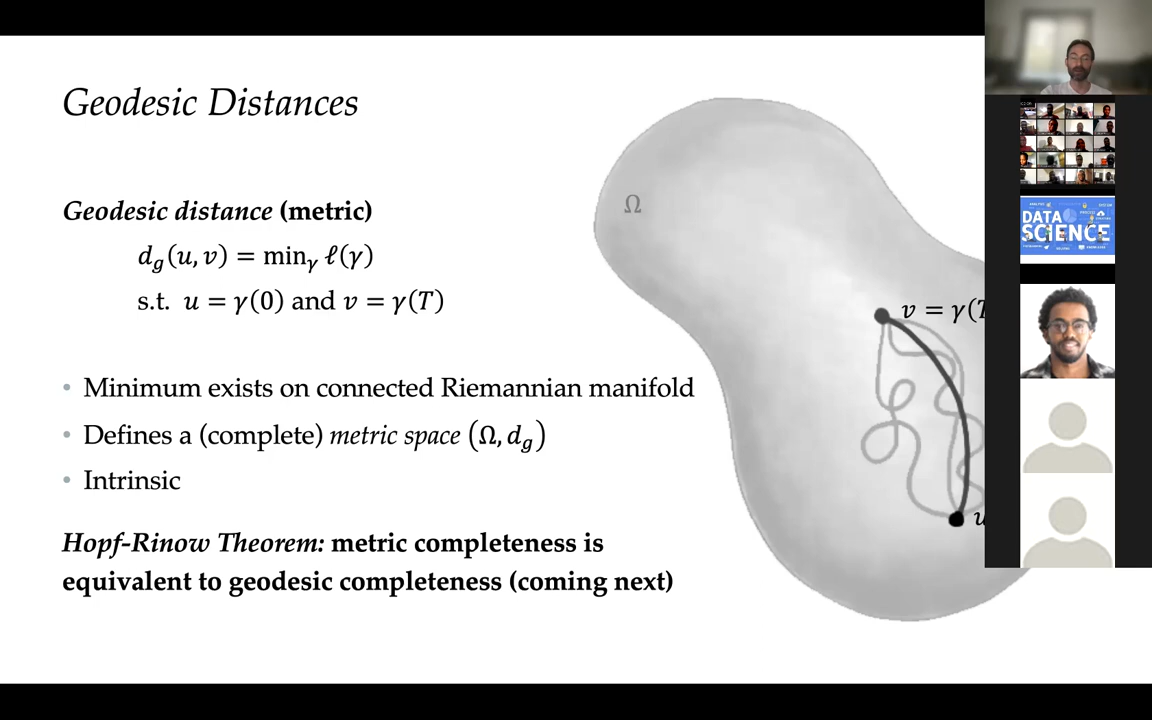 Geodesic Distances
Geodesic distance (metric)
d_g(u, v) = min_γ ℓ(γ)
s.t. u = γ(0) and v = γ(T)
• Minimum exists on connected Riemannian manifold
• Defines a (complete) metric space (Ω, d_g)
• Intrinsic
Hopf-Rinow Theorem: metric completeness is
equivalent to geodesic completeness (coming next)
Ω
v = γ(T
u
DATA
SCIENCE